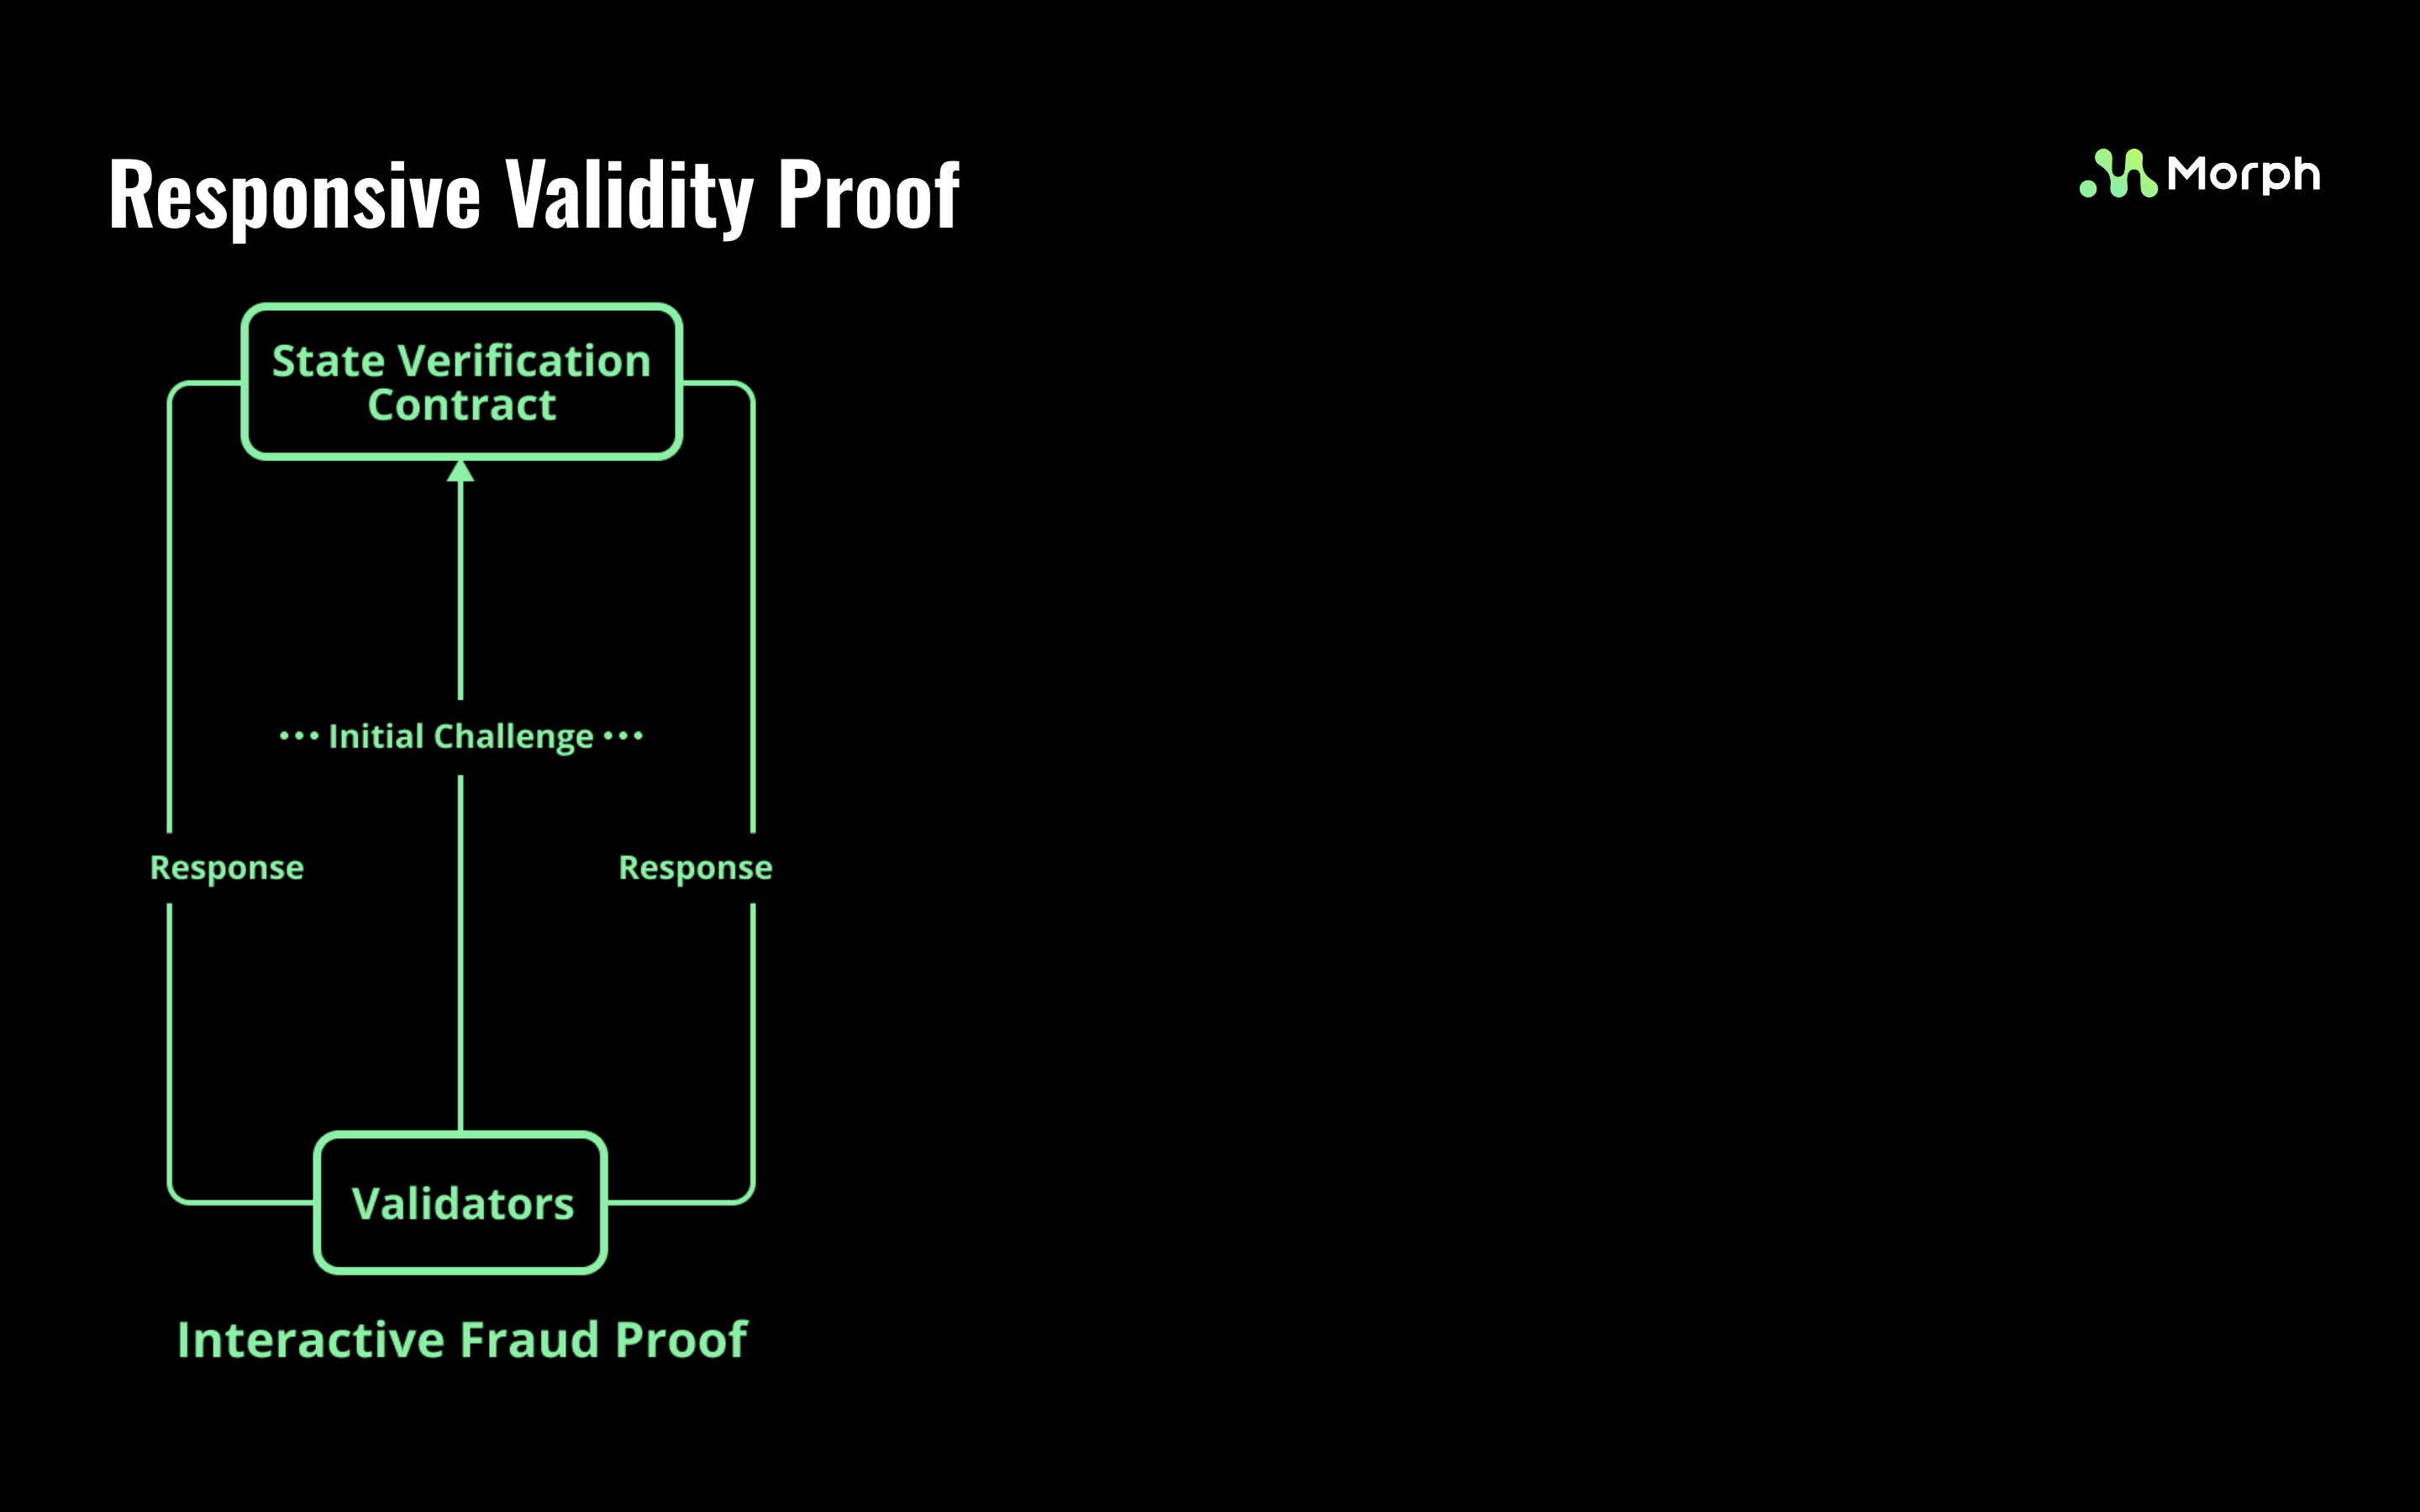 Responsive Validity Proof
Morph
State Verification
Contract
••• Initial Challenge •••
Response
Response
Validators
Interactive Fraud Proof